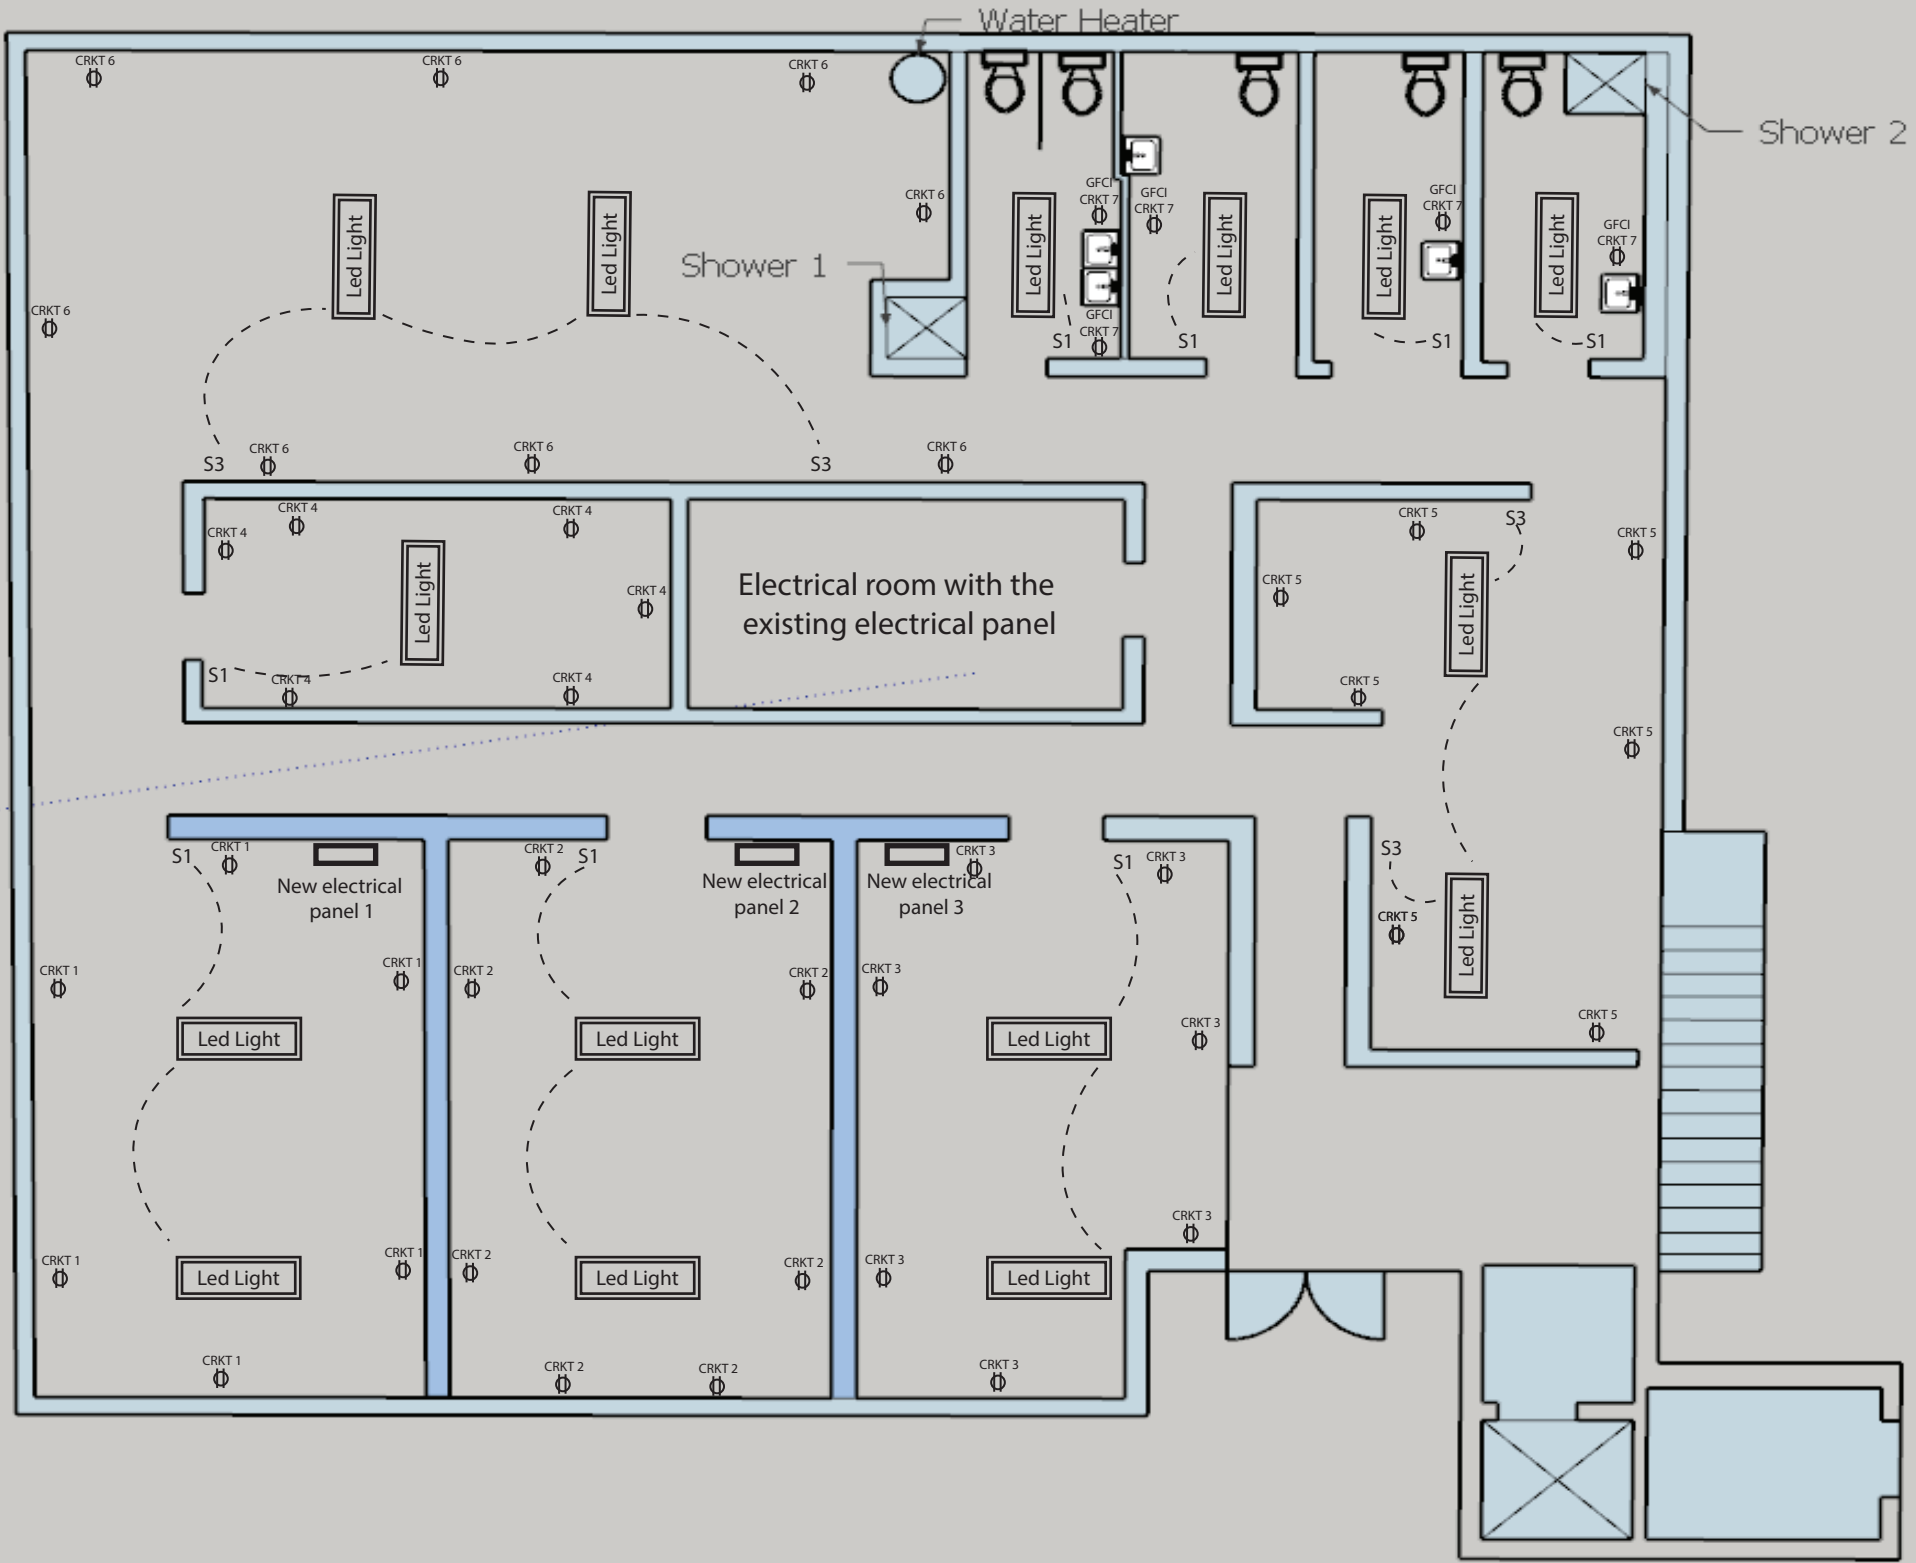 Water Heater
CRKT 6
CRKT 6
CRKT 6
Shower 2
CRKT 6
GFCI
CRKT 7
GFCI
CRKT 7
GFCI
CRKT 7
GFCI
CRKT 7
Led Light
Led Light
Led Light
Led Light
Led Light
Led Light
Shower 1
CRKT 6
GFCI
CRKT 7
S1
S1
S1
S1
S3
CRKT 6
CRKT 6
S3
CRKT 6
CRKT 4
CRKT 4
CRKT 4
CRKT 4
Led Light
S1
CRKT 4
CRKT 4
Electrical room with the
existing electrical panel
CRKT 5
S3
CRKT 5
CRKT 5
Led Light
CRKT 5
CRKT 5
S1
CRKT 1
New electrical
panel 1
CRKT 2
S1
New electrical
panel 2
CRKT 3
New electrical
panel 3
S1
CRKT 3
S3
CRKT 5
Led Light
CRKT 1
CRKT 1
CRKT 2
CRKT 2
CRKT 3
CRKT 3
CRKT 5
Led Light
Led Light
Led Light
CRKT 3
CRKT 1
CRKT 1
CRKT 2
CRKT 2
CRKT 3
Led Light
Led Light
Led Light
CRKT 1
CRKT 2
CRKT 2
CRKT 3